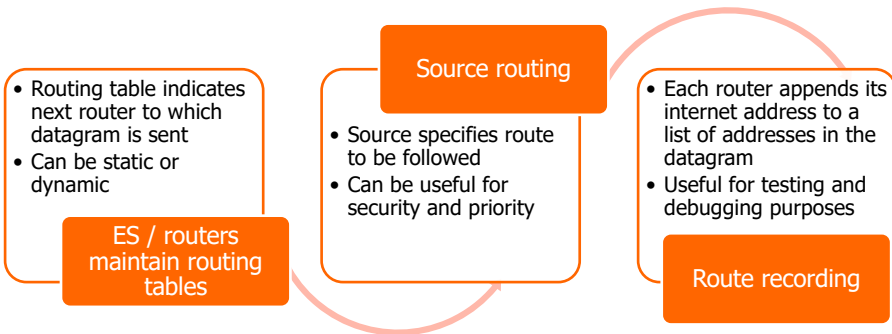 • Routing table indicates
next router to which
datagram is sent
• Can be static or
dynamic
ES / routers
maintain routing
tables
Source routing
• Source specifies route
to be followed
• Can be useful for
security and priority
• Each router appends its
internet address to a
list of addresses in the
datagram
• Useful for testing and
debugging purposes
Route recording